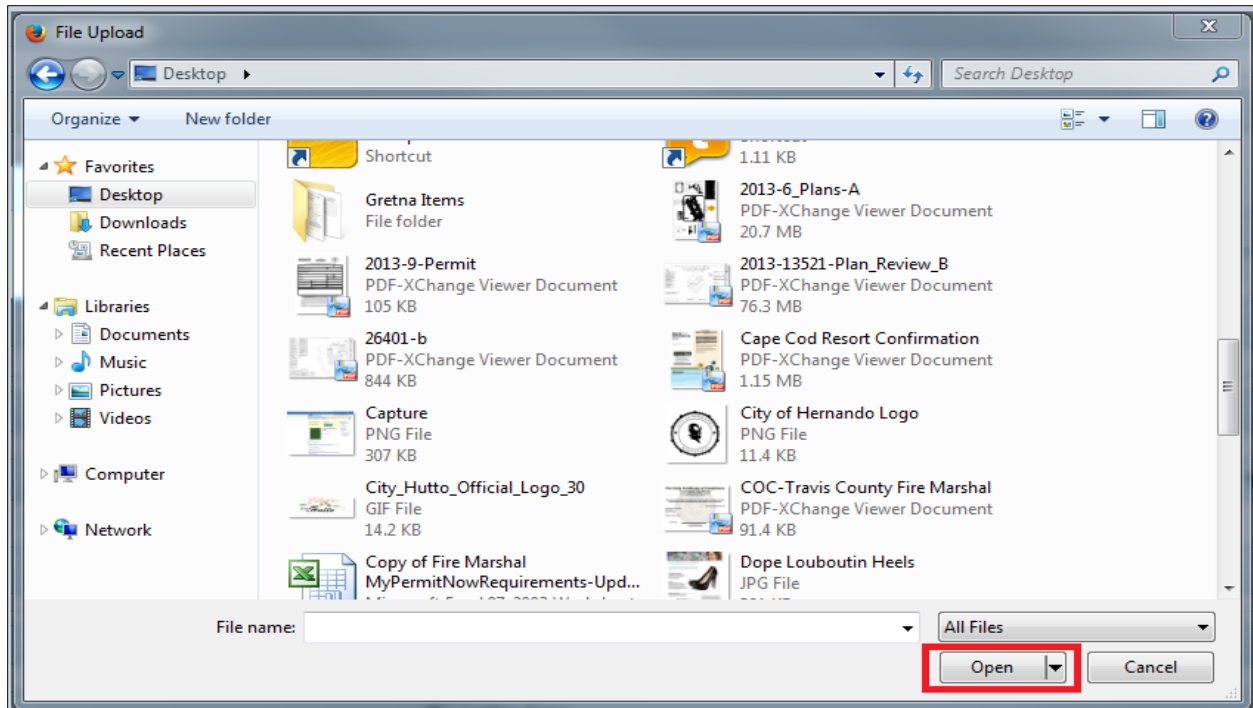 File Upload
Desktop
Search Desktop
Organize
New folder
Favorites
Desktop
Downloads
Recent Places
Libraries
Documents
Music
Pictures
Videos
Computer
Network
Shortcut
1.11 KB
Gretna Items
File folder
2013-6_Plans-A
PDF-XChange Viewer Document
20.7 MB
2013-9-Permit
PDF-XChange Viewer Document
105 KB
2013-13521-Plan_Review_B
PDF-XChange Viewer Document
76.3 MB
26401-b
PDF-XChange Viewer Document
844 KB
Cape Cod Resort Confirmation
PDF-XChange Viewer Document
1.15 MB
Capture
PNG File
307 KB
City of Hernando Logo
PNG File
11.4 KB
City_Hutto_Official_Logo_30
GIF File
14.2 KB
COC-Travis County Fire Marshal
PDF-XChange Viewer Document
91.4 KB
Copy of Fire Marshal
MyPermitNowRequirements-Upd...
Dope Louboutin Heels
JPG File
File name:
All Files
Open
Cancel